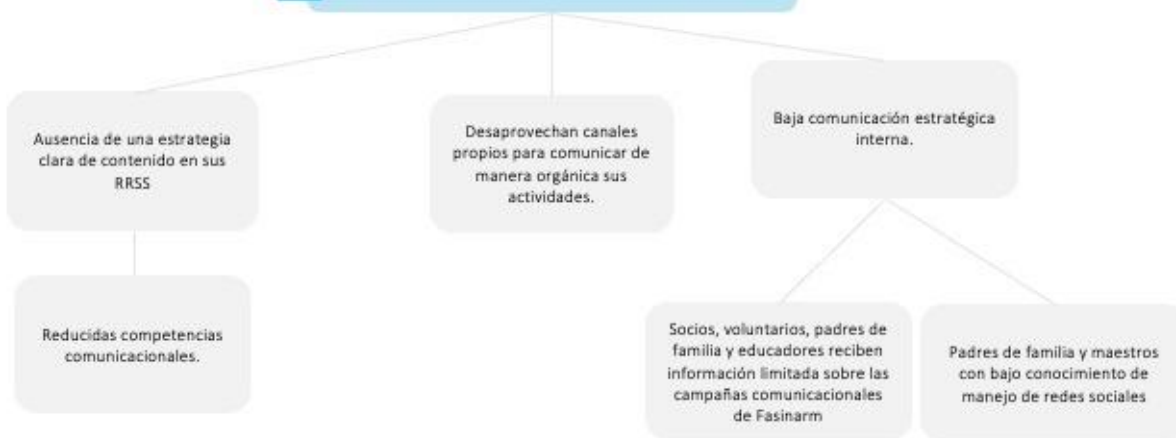 Ausencia de una estrategia
clara de contenido en sus
RRSS
Desaprovechan canales
propios para comunicar de
manera orgánica sus
actividades.
Baja comunicación estratégica
interna.
Reducidas competencias
comunicacionales.
Socios, voluntarios, padres de
familia y educadores reciben
información limitada sobre las
campañas comunicacionales
de Fasinarm
Padres de familia y maestros
con bajo conocimiento de
manejo de redes sociales